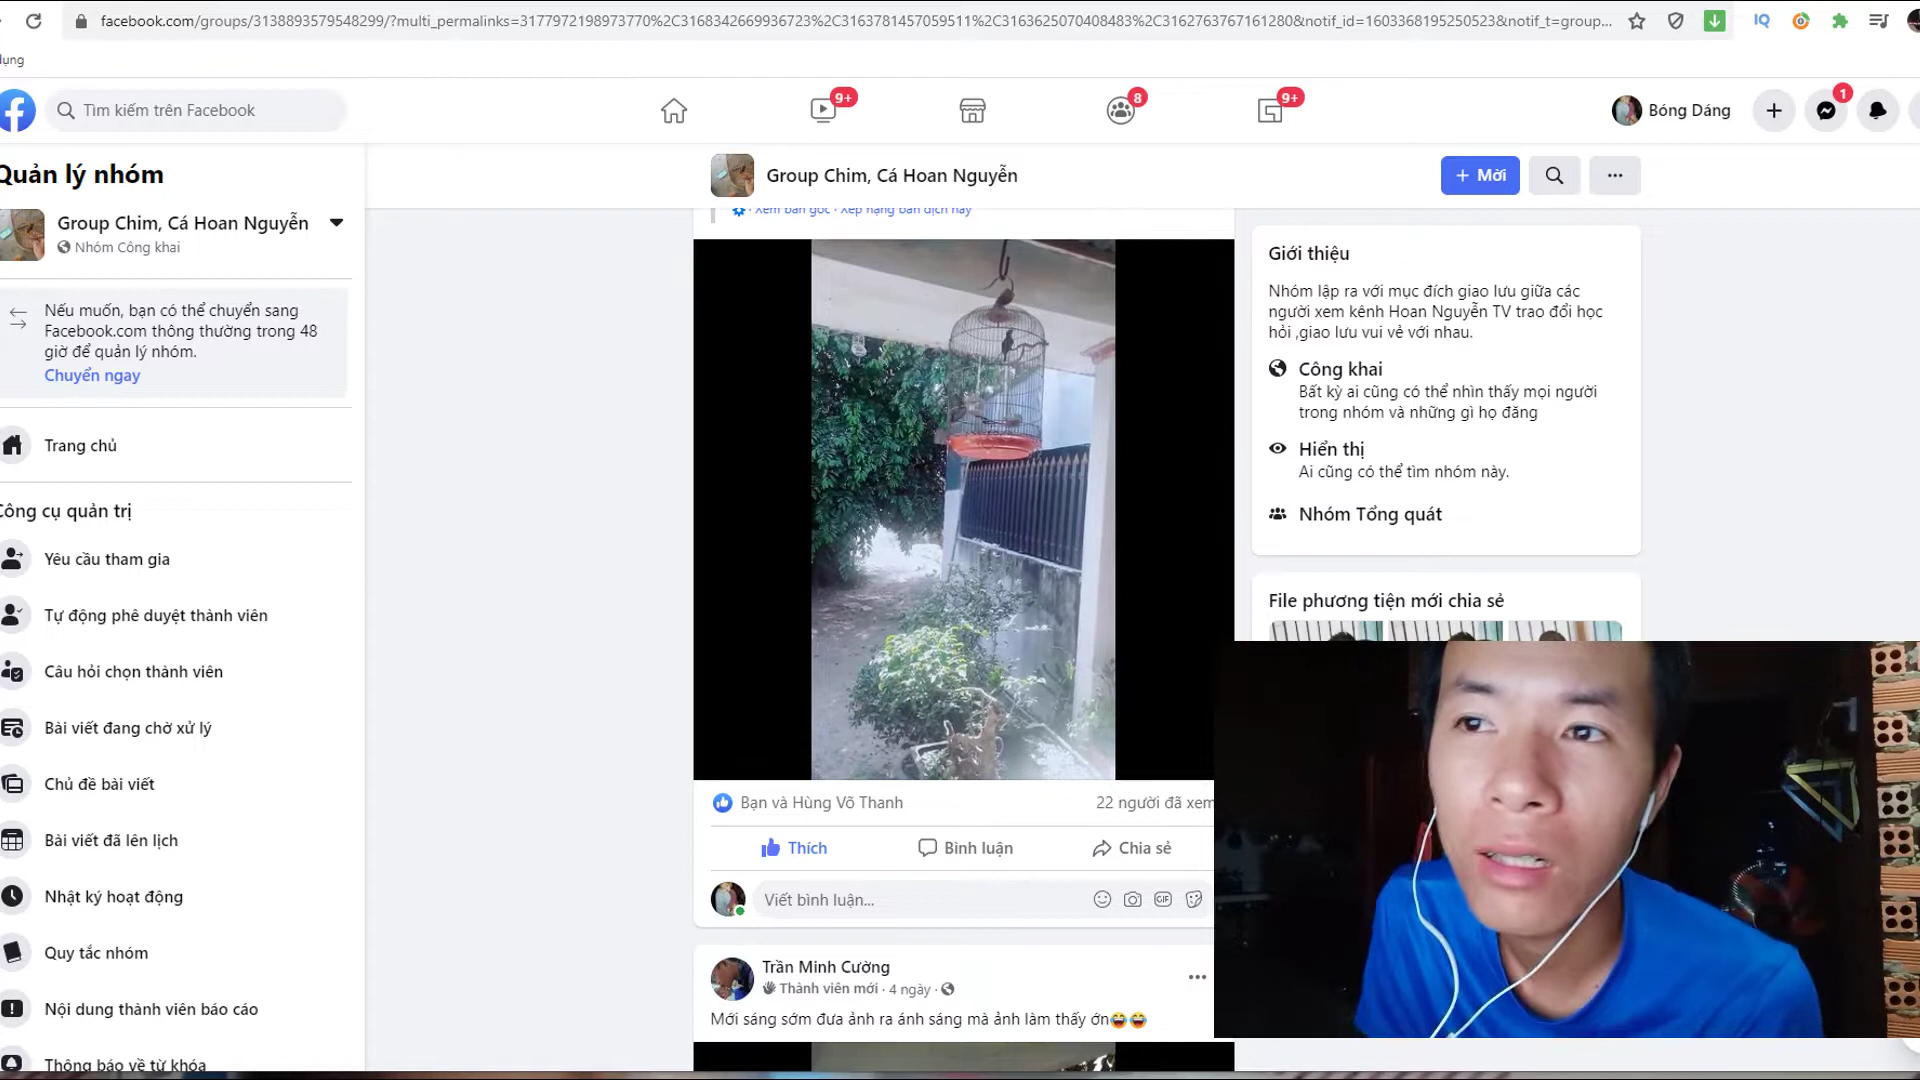 facebook.com/groups/3138893579548299/?multi_permalinks=3177972198973770%2C3168342669936723%2C3163781457059511%2C3163625070408483%2C3162763767161280&notif_id=1603368195250523&notif_t=group...
IQ
Tìm kiếm trên Facebook
9+
8
9+
Bóng Dáng
1
Quản lý nhóm
Group Chim, Cá Hoan Nguyễn
Nhóm Công khai
Nếu muốn, bạn có thể chuyển sang
Facebook.com thông thường trong 48
giờ để quản lý nhóm.
Chuyển ngay
Trang chủ
Công cụ quản trị
Yêu cầu tham gia
Tự động phê duyệt thành viên
Câu hỏi chọn thành viên
Bài viết đang chờ xử lý
Chủ đề bài viết
Bài viết đã lên lịch
Nhật ký hoạt động
Quy tắc nhóm
Nội dung thành viên báo cáo
Thông báo về từ khóa
Group Chim, Cá Hoan Nguyễn
+ Mời
· Xem bản gốc · Xếp hạng bản dịch này
Bạn và Hùng Võ Thanh
22 người đã xem
Thích
Bình luận
Chia sẻ
Viết bình luận...
GIF
Trần Minh Cường
Thành viên mới · 4 ngày ·
Mới sáng sớm đưa ảnh ra ánh sáng mà ảnh làm thấy ớn😂😂
Giới thiệu
Nhóm lập ra với mục đích giao lưu giữa các
người xem kênh Hoan Nguyễn TV trao đổi học
hỏi ,giao lưu vui vẻ với nhau.
Công khai
Bất kỳ ai cũng có thể nhìn thấy mọi người
trong nhóm và những gì họ đăng
Hiển thị
Ai cũng có thể tìm nhóm này.
Nhóm Tổng quát
File phương tiện mới chia sẻ